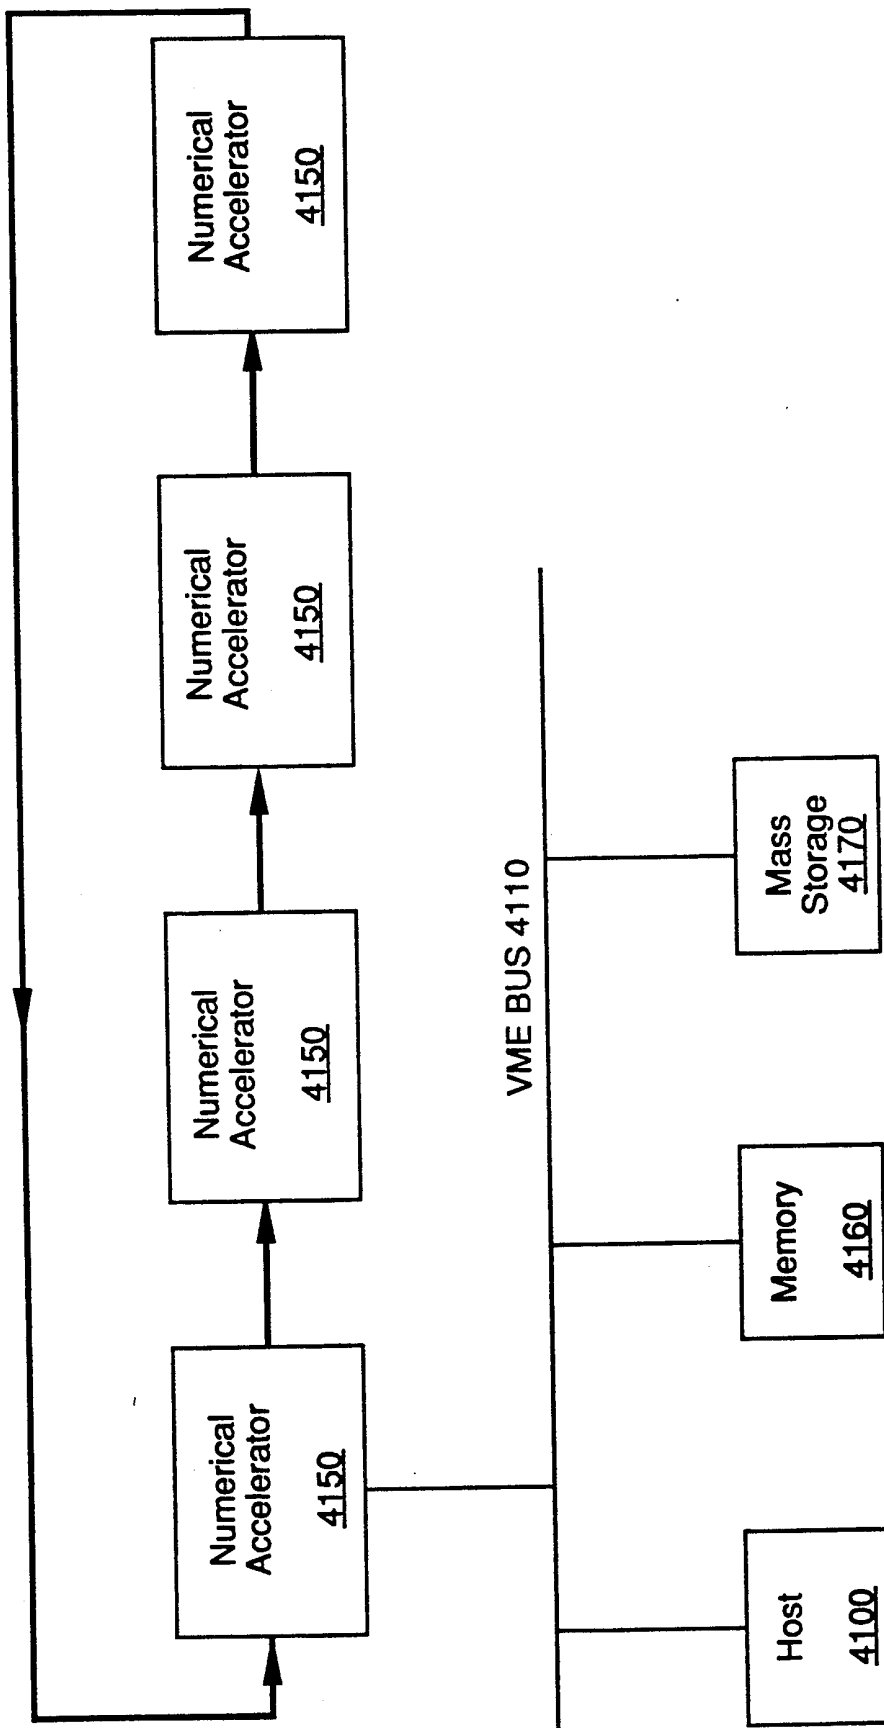 Numerical
Accelerator
4150
Numerical
Accelerator
4150
Numerical
Accelerator
4150
Numerical
Accelerator
4150
VME BUS 4110
Host
4100
Memory
4160
Mass
Storage
4170